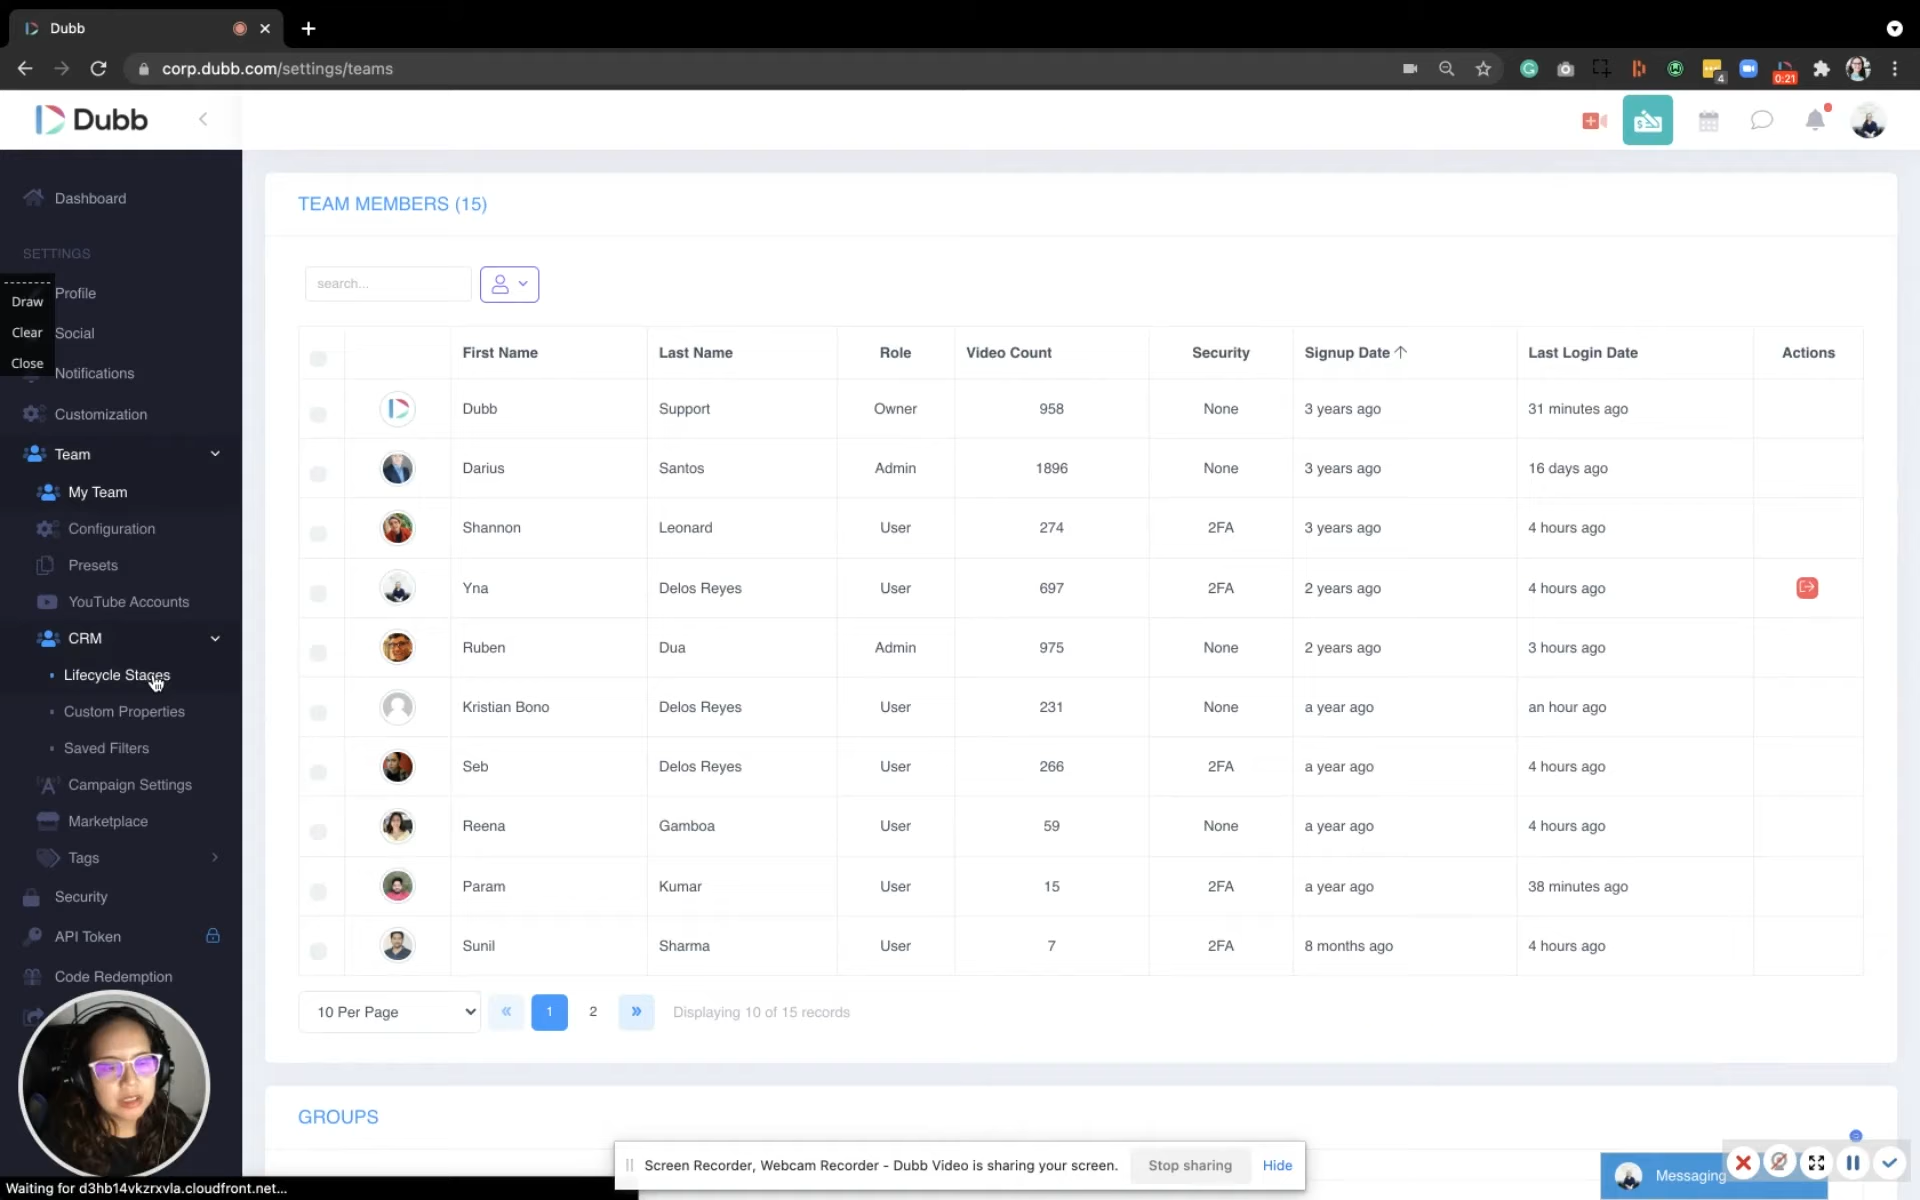 Dubb
corp.dubb.com/settings/teams
4
0:21
Dubb
Dashboard
SETTINGS
Draw
Clear
Close
Profile
Social
Notifications
Customization
Team
My Team
Configuration
Presets
YouTube Accounts
CRM
Lifecycle Stages
Custom Properties
Saved Filters
Campaign Settings
Marketplace
Tags
Security
API Token
Code Redemption
TEAM MEMBERS (15)
search...
First Name Last Name Role Video Count Security Signup Date Last Login Date Actions
Dubb Support Owner 958 None 3 years ago 31 minutes ago
Darius Santos Admin 1896 None 3 years ago 16 days ago
Shannon Leonard User 274 2FA 3 years ago 4 hours ago
Yna Delos Reyes User 697 2FA 2 years ago 4 hours ago
Ruben Dua Admin 975 None 2 years ago 3 hours ago
Kristian Bono Delos Reyes User 231 None a year ago an hour ago
Seb Delos Reyes User 266 2FA a year ago 4 hours ago
Reena Gamboa User 59 None a year ago 4 hours ago
Param Kumar User 15 2FA a year ago 38 minutes ago
Sunil Sharma User 7 2FA 8 months ago 4 hours ago
10 Per Page « 1 2 » Displaying 10 of 15 records
GROUPS
Screen Recorder, Webcam Recorder - Dubb Video is sharing your screen. Stop sharing Hide
Messaging
Waiting for d3hb14vkzrxvla.cloudfront.net...